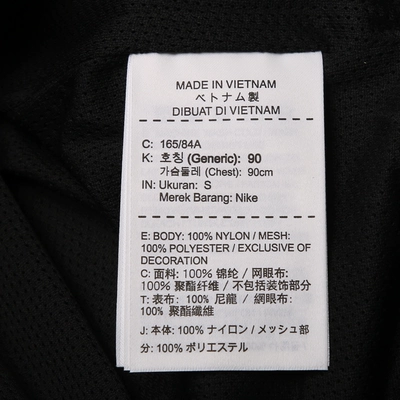 MADE IN VIETNAM
ベトナム製
DIBUAT DI VIETNAM
C: 165/84A
K: 호칭 (Generic): 90
가슴둘레 (Chest): 90cm
IN: Ukuran: S
Merek Barang: Nike
E: BODY: 100% NYLON / MESH:
100% POLYESTER / EXCLUSIVE OF
DECORATION
C: 面料: 100% 锦纶 / 网眼布:
100% 聚酯纤维 / 不包括装饰部分
T: 表布: 100% 尼龍 / 網眼布:
100% 聚酯纖維
J: 本体: 100% ナイロン / メッシュ部
分: 100% ポリエステル